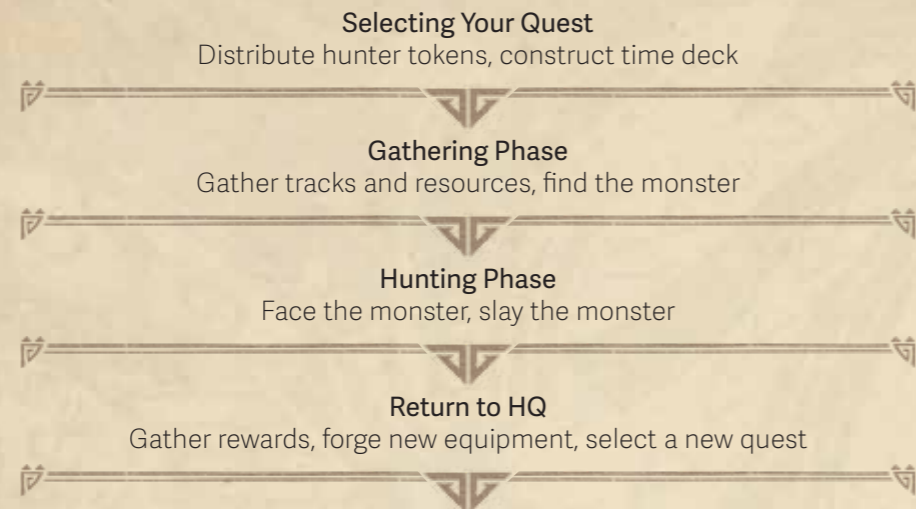 Selecting Your Quest
Distribute hunter tokens, construct time deck
Gathering Phase
Gather tracks and resources, find the monster
Hunting Phase
Face the monster, slay the monster
Return to HQ
Gather rewards, forge new equipment, select a new quest